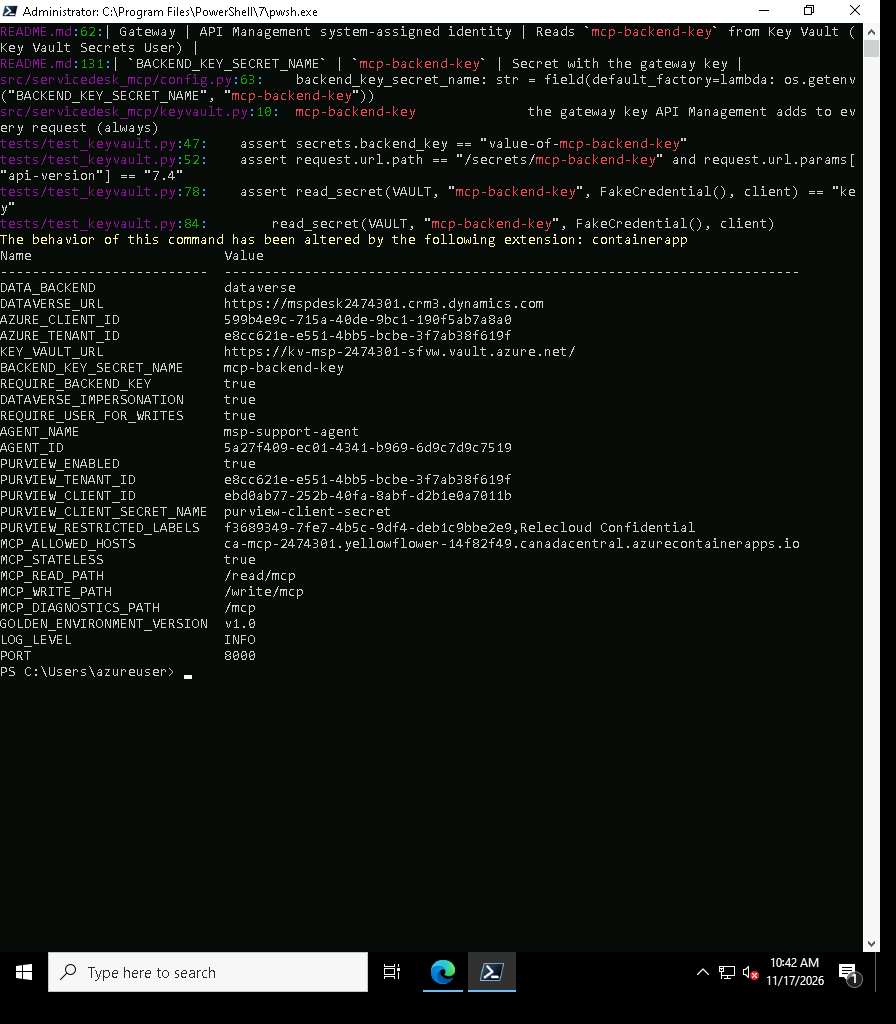 Administrator: C:\Program Files\PowerShell\7\pwsh.exe
README.md:62:| Gateway | API Management system-assigned identity | Reads `mcp-backend-key` from Key Vault (
Key Vault Secrets User) |
README.md:131:| `BACKEND_KEY_SECRET_NAME` | `mcp-backend-key` | Secret with the gateway key |
src/servicedesk_mcp/config.py:63:    backend_key_secret_name: str = field(default_factory=lambda: os.getenv
("BACKEND_KEY_SECRET_NAME", "mcp-backend-key"))
src/servicedesk_mcp/keyvault.py:10:  mcp-backend-key              the gateway key API Management adds to ev
ery request (always)
tests/test_keyvault.py:47:    assert secrets.backend_key == "value-of-mcp-backend-key"
tests/test_keyvault.py:52:    assert request.url.path == "/secrets/mcp-backend-key" and request.url.params[
"api-version"] == "7.4"
tests/test_keyvault.py:78:    assert read_secret(VAULT, "mcp-backend-key", FakeCredential(), client) == "ke
y"
tests/test_keyvault.py:84:        read_secret(VAULT, "mcp-backend-key", FakeCredential(), client)
The behavior of this command has been altered by the following extension: containerapp
Name                        Value
--------------------------  ------------------------------------------------------------------------
DATA_BACKEND                dataverse
DATAVERSE_URL               https://mspdesk2474301.crm3.dynamics.com
AZURE_CLIENT_ID             599b4e9c-715a-40de-9bc1-190f5ab7a8a0
AZURE_TENANT_ID             e8cc621e-e551-4bb5-bcbe-3f7ab38f619f
KEY_VAULT_URL               https://kv-msp-2474301-sfvw.vault.azure.net/
BACKEND_KEY_SECRET_NAME     mcp-backend-key
REQUIRE_BACKEND_KEY         true
DATAVERSE_IMPERSONATION     true
REQUIRE_USER_FOR_WRITES     true
AGENT_NAME                  msp-support-agent
AGENT_ID                    5a27f409-ec01-4341-b969-6d9c7d9c7519
PURVIEW_ENABLED             true
PURVIEW_TENANT_ID           e8cc621e-e551-4bb5-bcbe-3f7ab38f619f
PURVIEW_CLIENT_ID           ebd0ab77-252b-40fa-8abf-d2b1e0a7011b
PURVIEW_CLIENT_SECRET_NAME  purview-client-secret
PURVIEW_RESTRICTED_LABELS   f3689349-7fe7-4b5c-9df4-deb1c9bbe2e9,Relecloud Confidential
MCP_ALLOWED_HOSTS           ca-mcp-2474301.yellowflower-14f82f49.canadacentral.azurecontainerapps.io
MCP_STATELESS               true
MCP_READ_PATH               /read/mcp
MCP_WRITE_PATH              /write/mcp
MCP_DIAGNOSTICS_PATH        /mcp
GOLDEN_ENVIRONMENT_VERSION  v1.0
LOG_LEVEL                   INFO
PORT                        8000
PS C:\Users\azureuser>
Type here to search
10:42 AM
11/17/2026
1